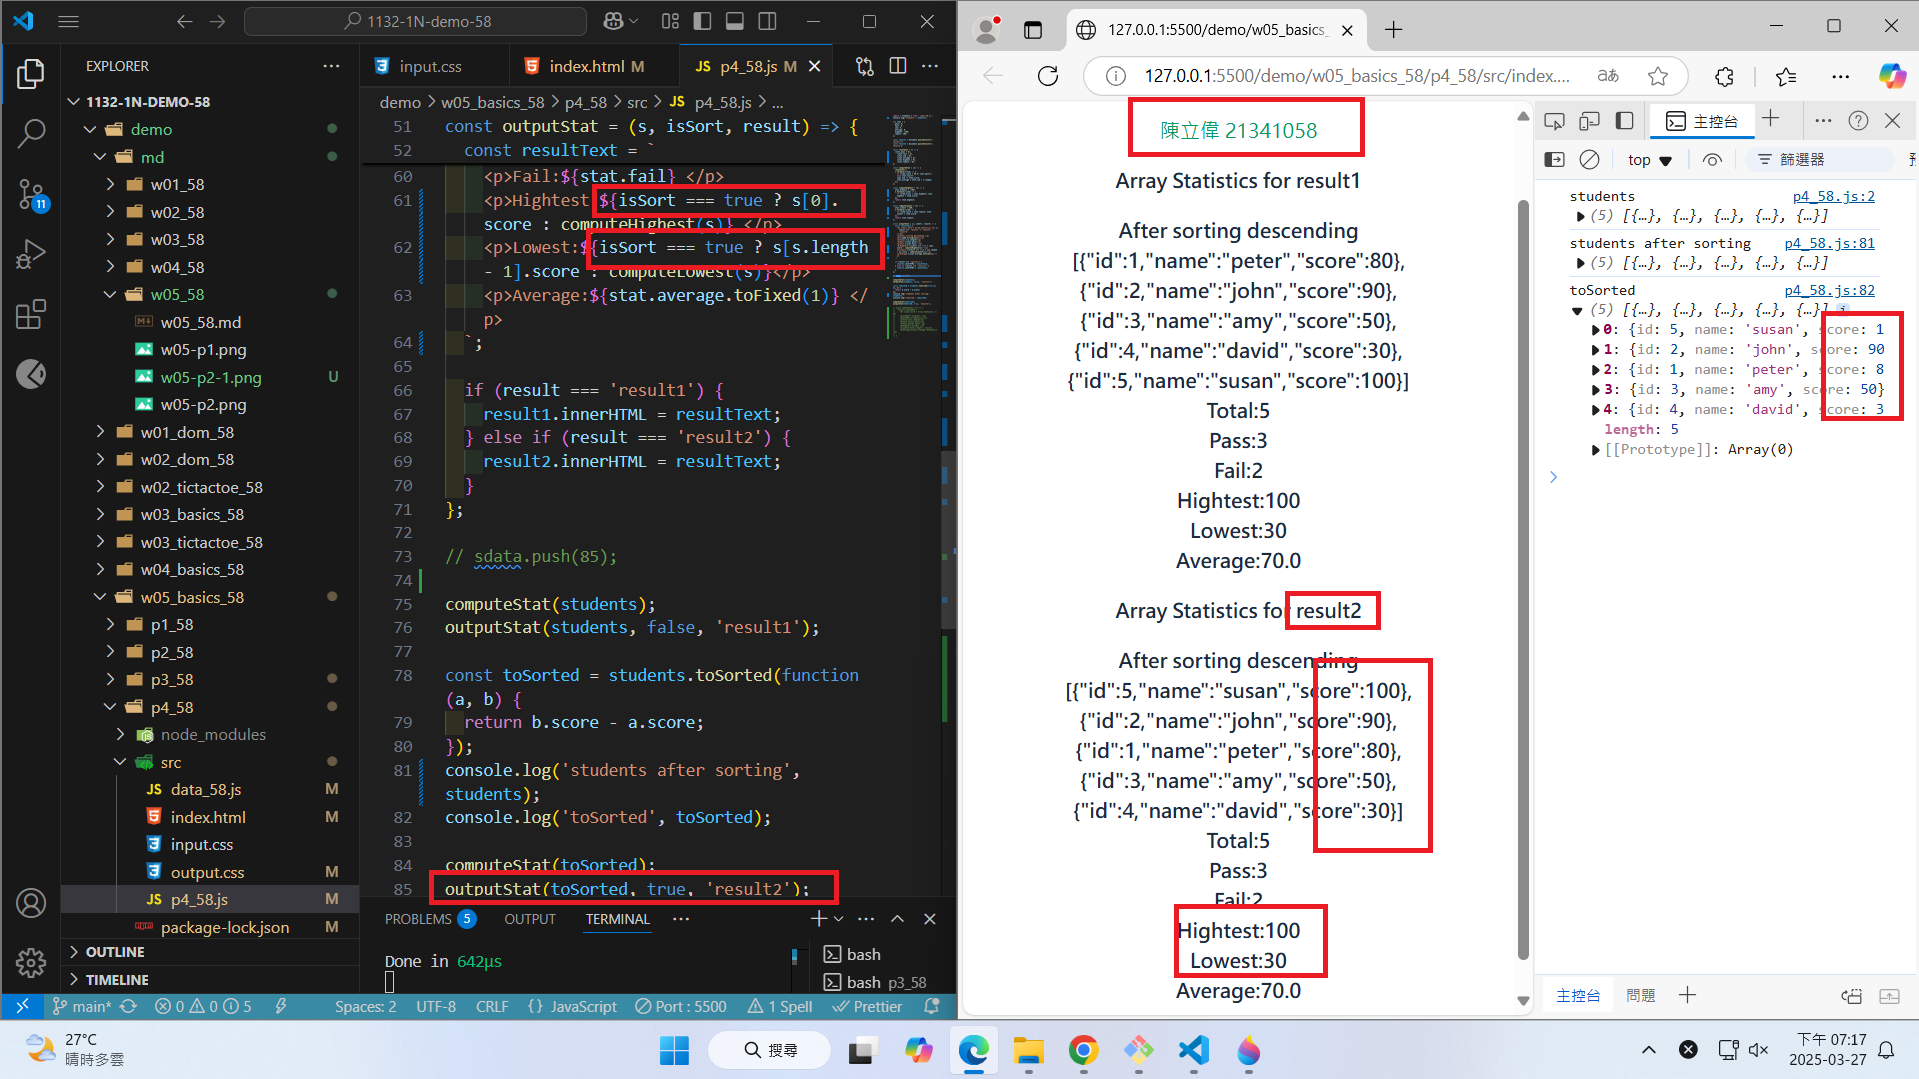 1132-1N-demo-58
EXPLORER
1132-1N-DEMO-58
demo
md
w01_58
w02_58
w03_58
w04_58
w05_58
w05_58.md
w05-p1.png
w05-p2-1.png U
w05-p2.png
w01_dom_58
w02_dom_58
w02_tictactoe_58
w03_basics_58
w03_tictactoe_58
w04_basics_58
w05_basics_58
p1_58
p2_58
p3_58
p4_58
node_modules
src
data_58.js M
index.html M
input.css
output.css M
p4_58.js M
package-lock.json M
OUTLINE
TIMELINE
11
input.css
index.html M
p4_58.js M
demo > w05_basics_58 > p4_58 > src > JS p4_58.js > ...
51 const outputStat = (s, isSort, result) => {
52 const resultText = `
60 <p>Fail:${stat.fail} </p>
61 <p>Hightest ${isSort === true ? s[0].
score : computeHighest(s)} </p>
62 <p>Lowest:${isSort === true ? s[s.length
- 1].score : computeLowest(s)}</p>
63 <p>Average:${stat.average.toFixed(1)} </
p>
64 `;
65
66 if (result === 'result1') {
67 result1.innerHTML = resultText;
68 } else if (result === 'result2') {
69 result2.innerHTML = resultText;
70 }
71 };
72
73 // sdata.push(85);
74
75 computeStat(students);
76 outputStat(students, false, 'result1');
77
78 const toSorted = students.toSorted(function
(a, b) {
79 return b.score - a.score;
80 });
81 console.log('students after sorting',
students);
82 console.log('toSorted', toSorted);
83
84 computeStat(toSorted);
85 outputStat(toSorted, true, 'result2');
PROBLEMS 5 OUTPUT TERMINAL
Done in 642µs
bash
bash p3_58
main* 0 0 5 Spaces: 2 UTF-8 CRLF {} JavaScript Port : 5500 1 Spell Prettier
127.0.0.1:5500/demo/w05_basics_
127.0.0.1:5500/demo/w05_basics_58/p4_58/src/index....
陳立偉 21341058
Array Statistics for result1
After sorting descending
[{"id":1,"name":"peter","score":80},
{"id":2,"name":"john","score":90},
{"id":3,"name":"amy","score":50},
{"id":4,"name":"david","score":30},
{"id":5,"name":"susan","score":100}]
Total:5
Pass:3
Fail:2
Hightest:100
Lowest:30
Average:70.0
Array Statistics for result2
After sorting descending
[{"id":5,"name":"susan","score":100},
{"id":2,"name":"john","score":90},
{"id":1,"name":"peter","score":80},
{"id":3,"name":"amy","score":50},
{"id":4,"name":"david","score":30}]
Total:5
Pass:3
Fail:2
Hightest:100
Lowest:30
Average:70.0
主控台
top
篩選器
students p4_58.js:2
(5) [{…}, {…}, {…}, {…}, {…}]
students after sorting p4_58.js:81
(5) [{…}, {…}, {…}, {…}, {…}]
toSorted p4_58.js:82
(5) [{…}, {…}, {…}, {…}, {…}] i
0: {id: 5, name: 'susan', score: 1
1: {id: 2, name: 'john', score: 90
2: {id: 1, name: 'peter', score: 8
3: {id: 3, name: 'amy', score: 50}
4: {id: 4, name: 'david', score: 3
length: 5
[[Prototype]]: Array(0)
主控台 問題
27°C
晴時多雲
搜尋
下午 07:17
2025-03-27